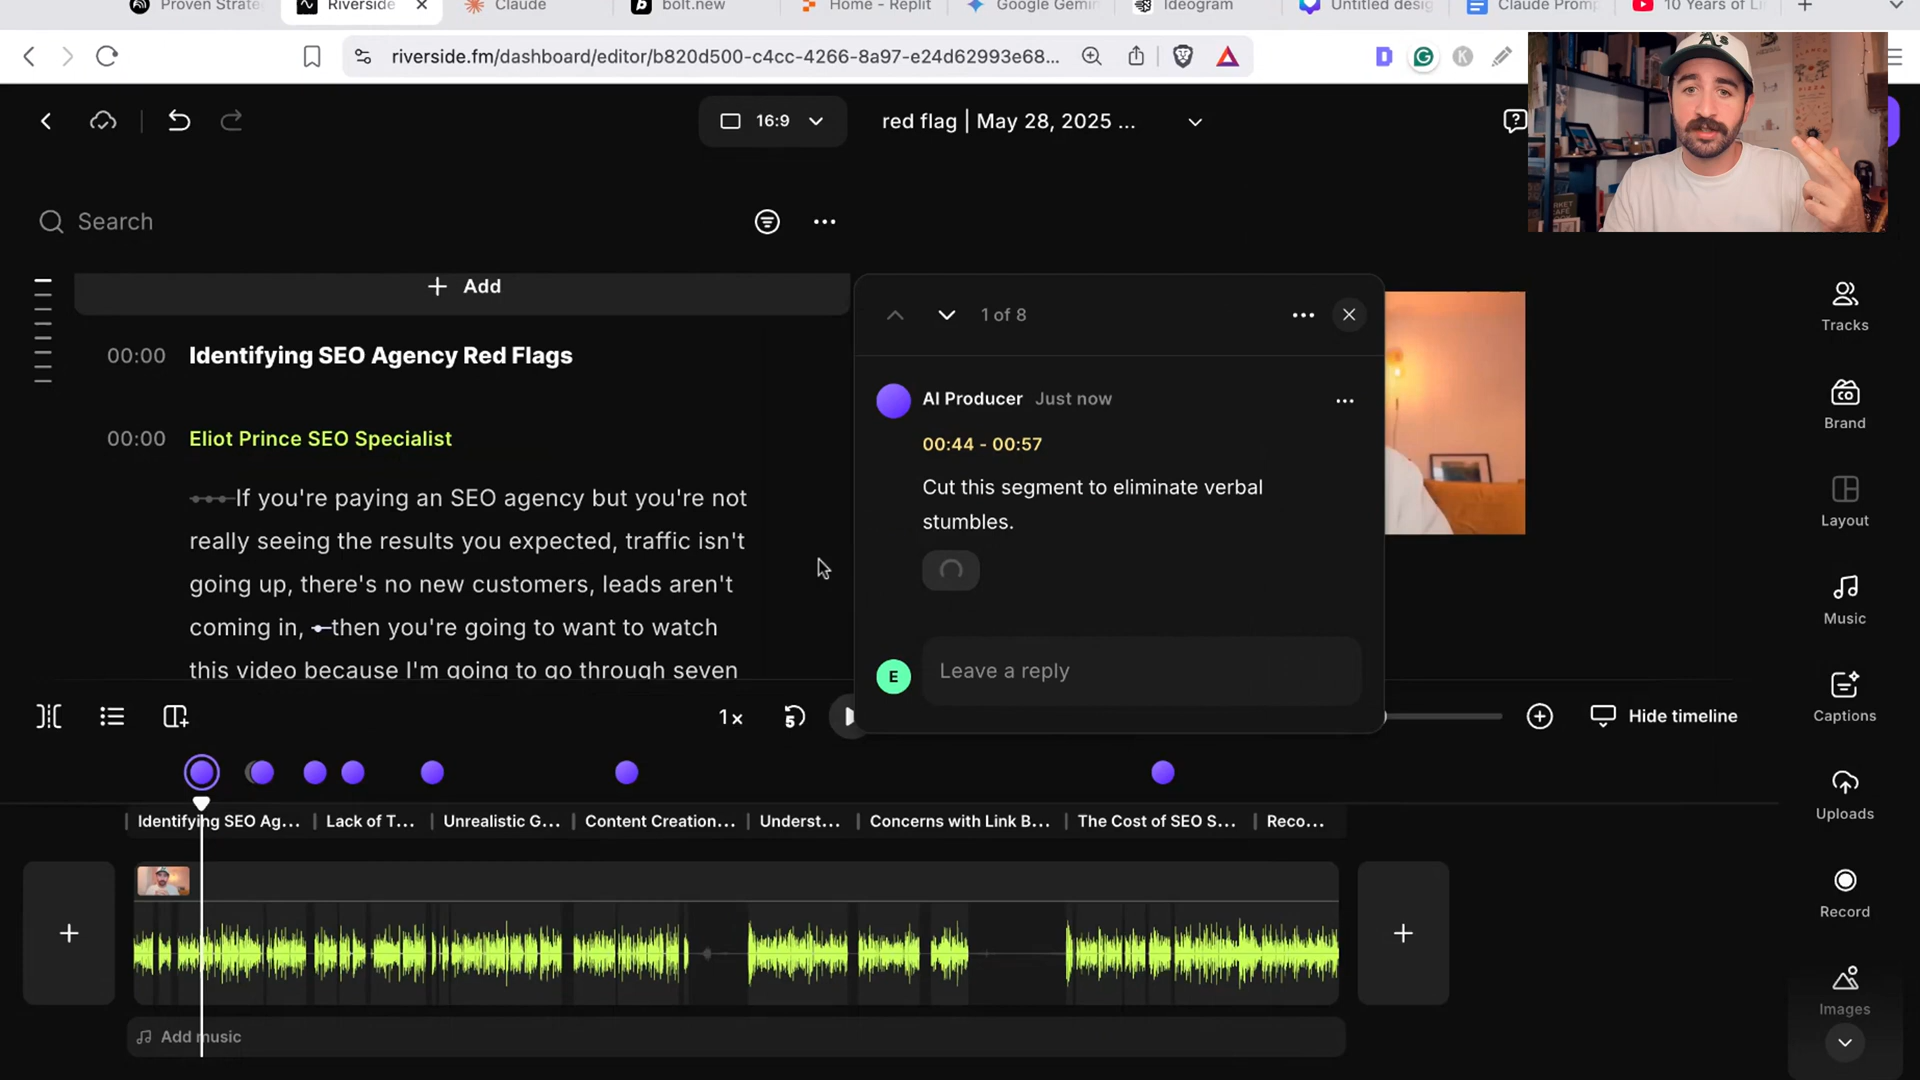 Proven Strate
Riverside
Claude
bolt.new
Home - Replit
Google Gemin
Ideogram
Untitled desig
Claude Promp
10 Years of Li
riverside.fm/dashboard/editor/b820d500-c4cc-4266-8a97-e24d62993e68...
16:9
red flag | May 28, 2025 ...
Search
Add
00:00 Identifying SEO Agency Red Flags
00:00 Eliot Prince SEO Specialist
If you're paying an SEO agency but you're not
really seeing the results you expected, traffic isn't
going up, there's no new customers, leads aren't
coming in, then you're going to want to watch
this video because I'm going to go through seven
1 of 8
AI Producer Just now
00:44 - 00:57
Cut this segment to eliminate verbal
stumbles.
E
Leave a reply
Tracks
Brand
Layout
Music
Captions
Uploads
Record
Images
1x
5
Hide timeline
Identifying SEO Ag...
Lack of T...
Unrealistic G...
Content Creation...
Underst...
Concerns with Link B...
The Cost of SEO S...
Reco...
Add music